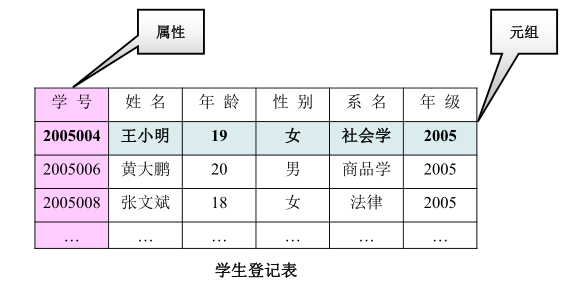 属性
元组
学 号 姓 名 年 龄 性 别 系 名 年 级
2005004 王小明 19 女 社会学 2005
2005006 黄大鹏 20 男 商品学 2005
2005008 张文斌 18 女 法律 2005
… … … … … …
学生登记表